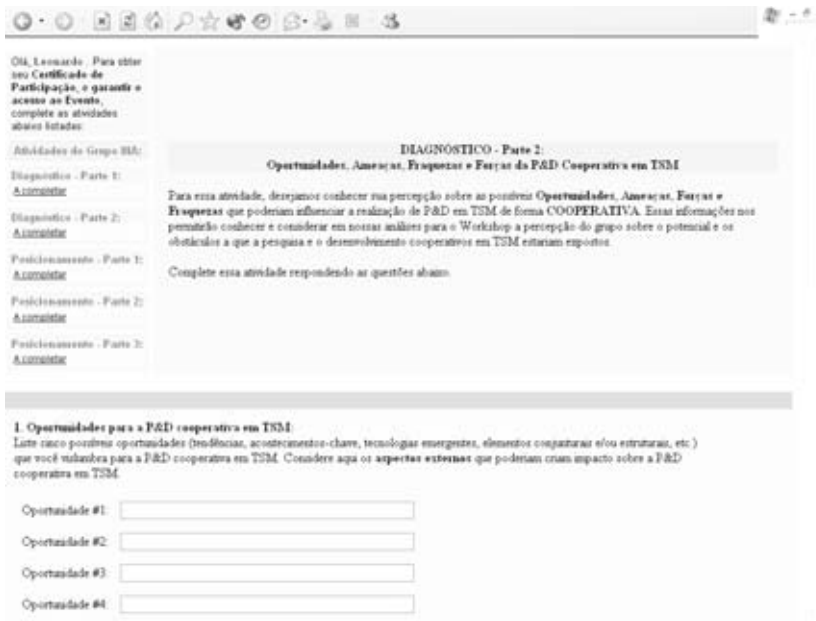 Olá, Leonardo . Para obter
seu Certificado de
Participação, e garantir o
acesso ao Evento,
complete as atividades
abaixo listadas:
Atividades do Grupo IIIA:
Diagnóstico - Parte 1:
A completar
Diagnóstico - Parte 2:
A completar
Posicionamento - Parte 1:
A completar
Posicionamento - Parte 2:
A completar
Posicionamento - Parte 3:
A completar
DIAGNÓSTICO - Parte 2:
Oportunidades, Ameaças, Fraquezas e Forças da P&D Cooperativa em TSM
Para essa atividade, desejamos conhecer sua percepção sobre as possíveis Oportunidades, Ameaças, Forças e
Fraquezas que poderiam influenciar a realização de P&D em TSM de forma COOPERATIVA. Essas informações nos
permitirão conhecer e considerar em nossas análises para o Workshop a percepção do grupo sobre o potencial e os
obstáculos a que a pesquisa e o desenvolvimento cooperativos em TSM estariam expostos.
Complete essa atividade respondendo as questões abaixo.
1. Oportunidades para a P&D cooperativa em TSM:
Liste cinco possíveis oportunidades (tendências, acontecimentos-chave, tecnologias emergentes, elementos conjunturais e/ou estruturais, etc.)
que você vislumbra para a P&D cooperativa em TSM. Considere aqui os aspectos externos que poderiam criam impacto sobre a P&D
cooperativa em TSM.
Oportunidade #1:
Oportunidade #2:
Oportunidade #3:
Oportunidade #4: